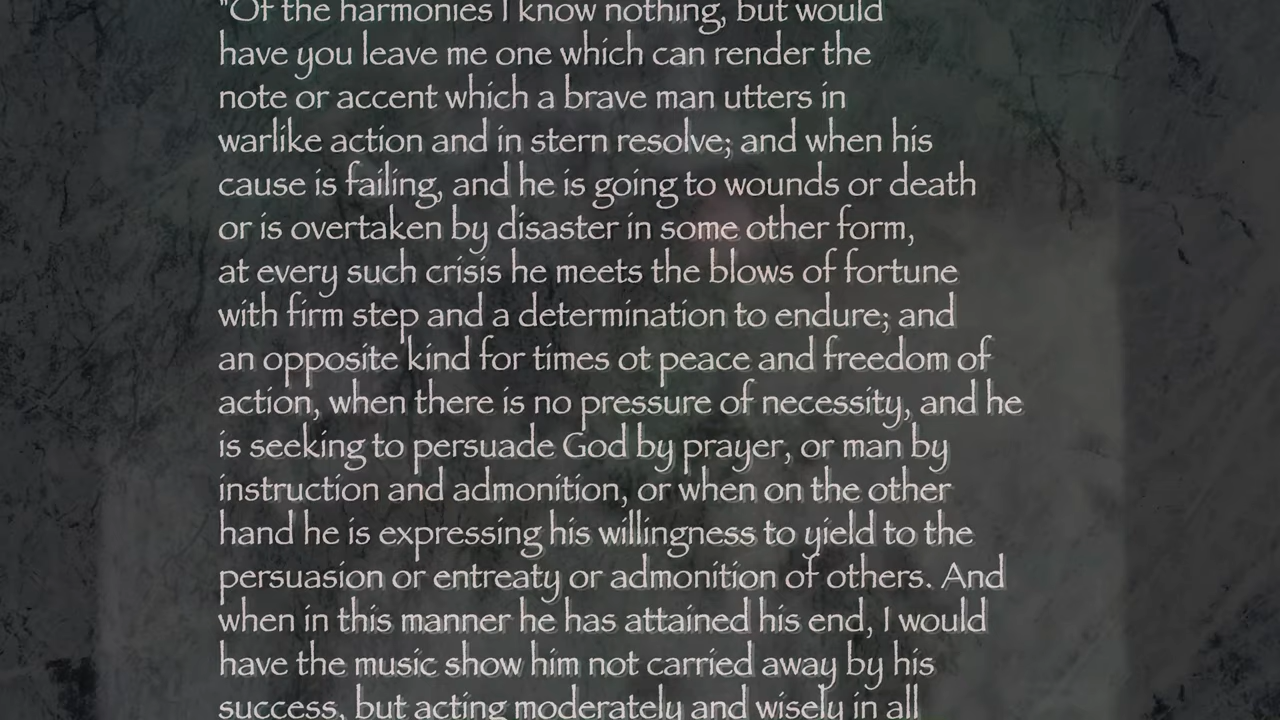 "Of the harmonies I know nothing, but would
have you leave me one which can render the
note or accent which a brave man utters in
warlike action and in stern resolve; and when his
cause is failing, and he is going to wounds or death
or is overtaken by disaster in some other form,
at every such crisis he meets the blows of fortune
with firm step and a determination to endure; and
an opposite kind for times ot peace and freedom of
action, when there is no pressure of necessity, and he
is seeking to persuade God by prayer, or man by
instruction and admonition, or when on the other
hand he is expressing his willingness to yield to the
persuasion or entreaty or admonition of others. And
when in this manner he has attained his end, I would
have the music show him not carried away by his
success, but acting moderately and wisely in all